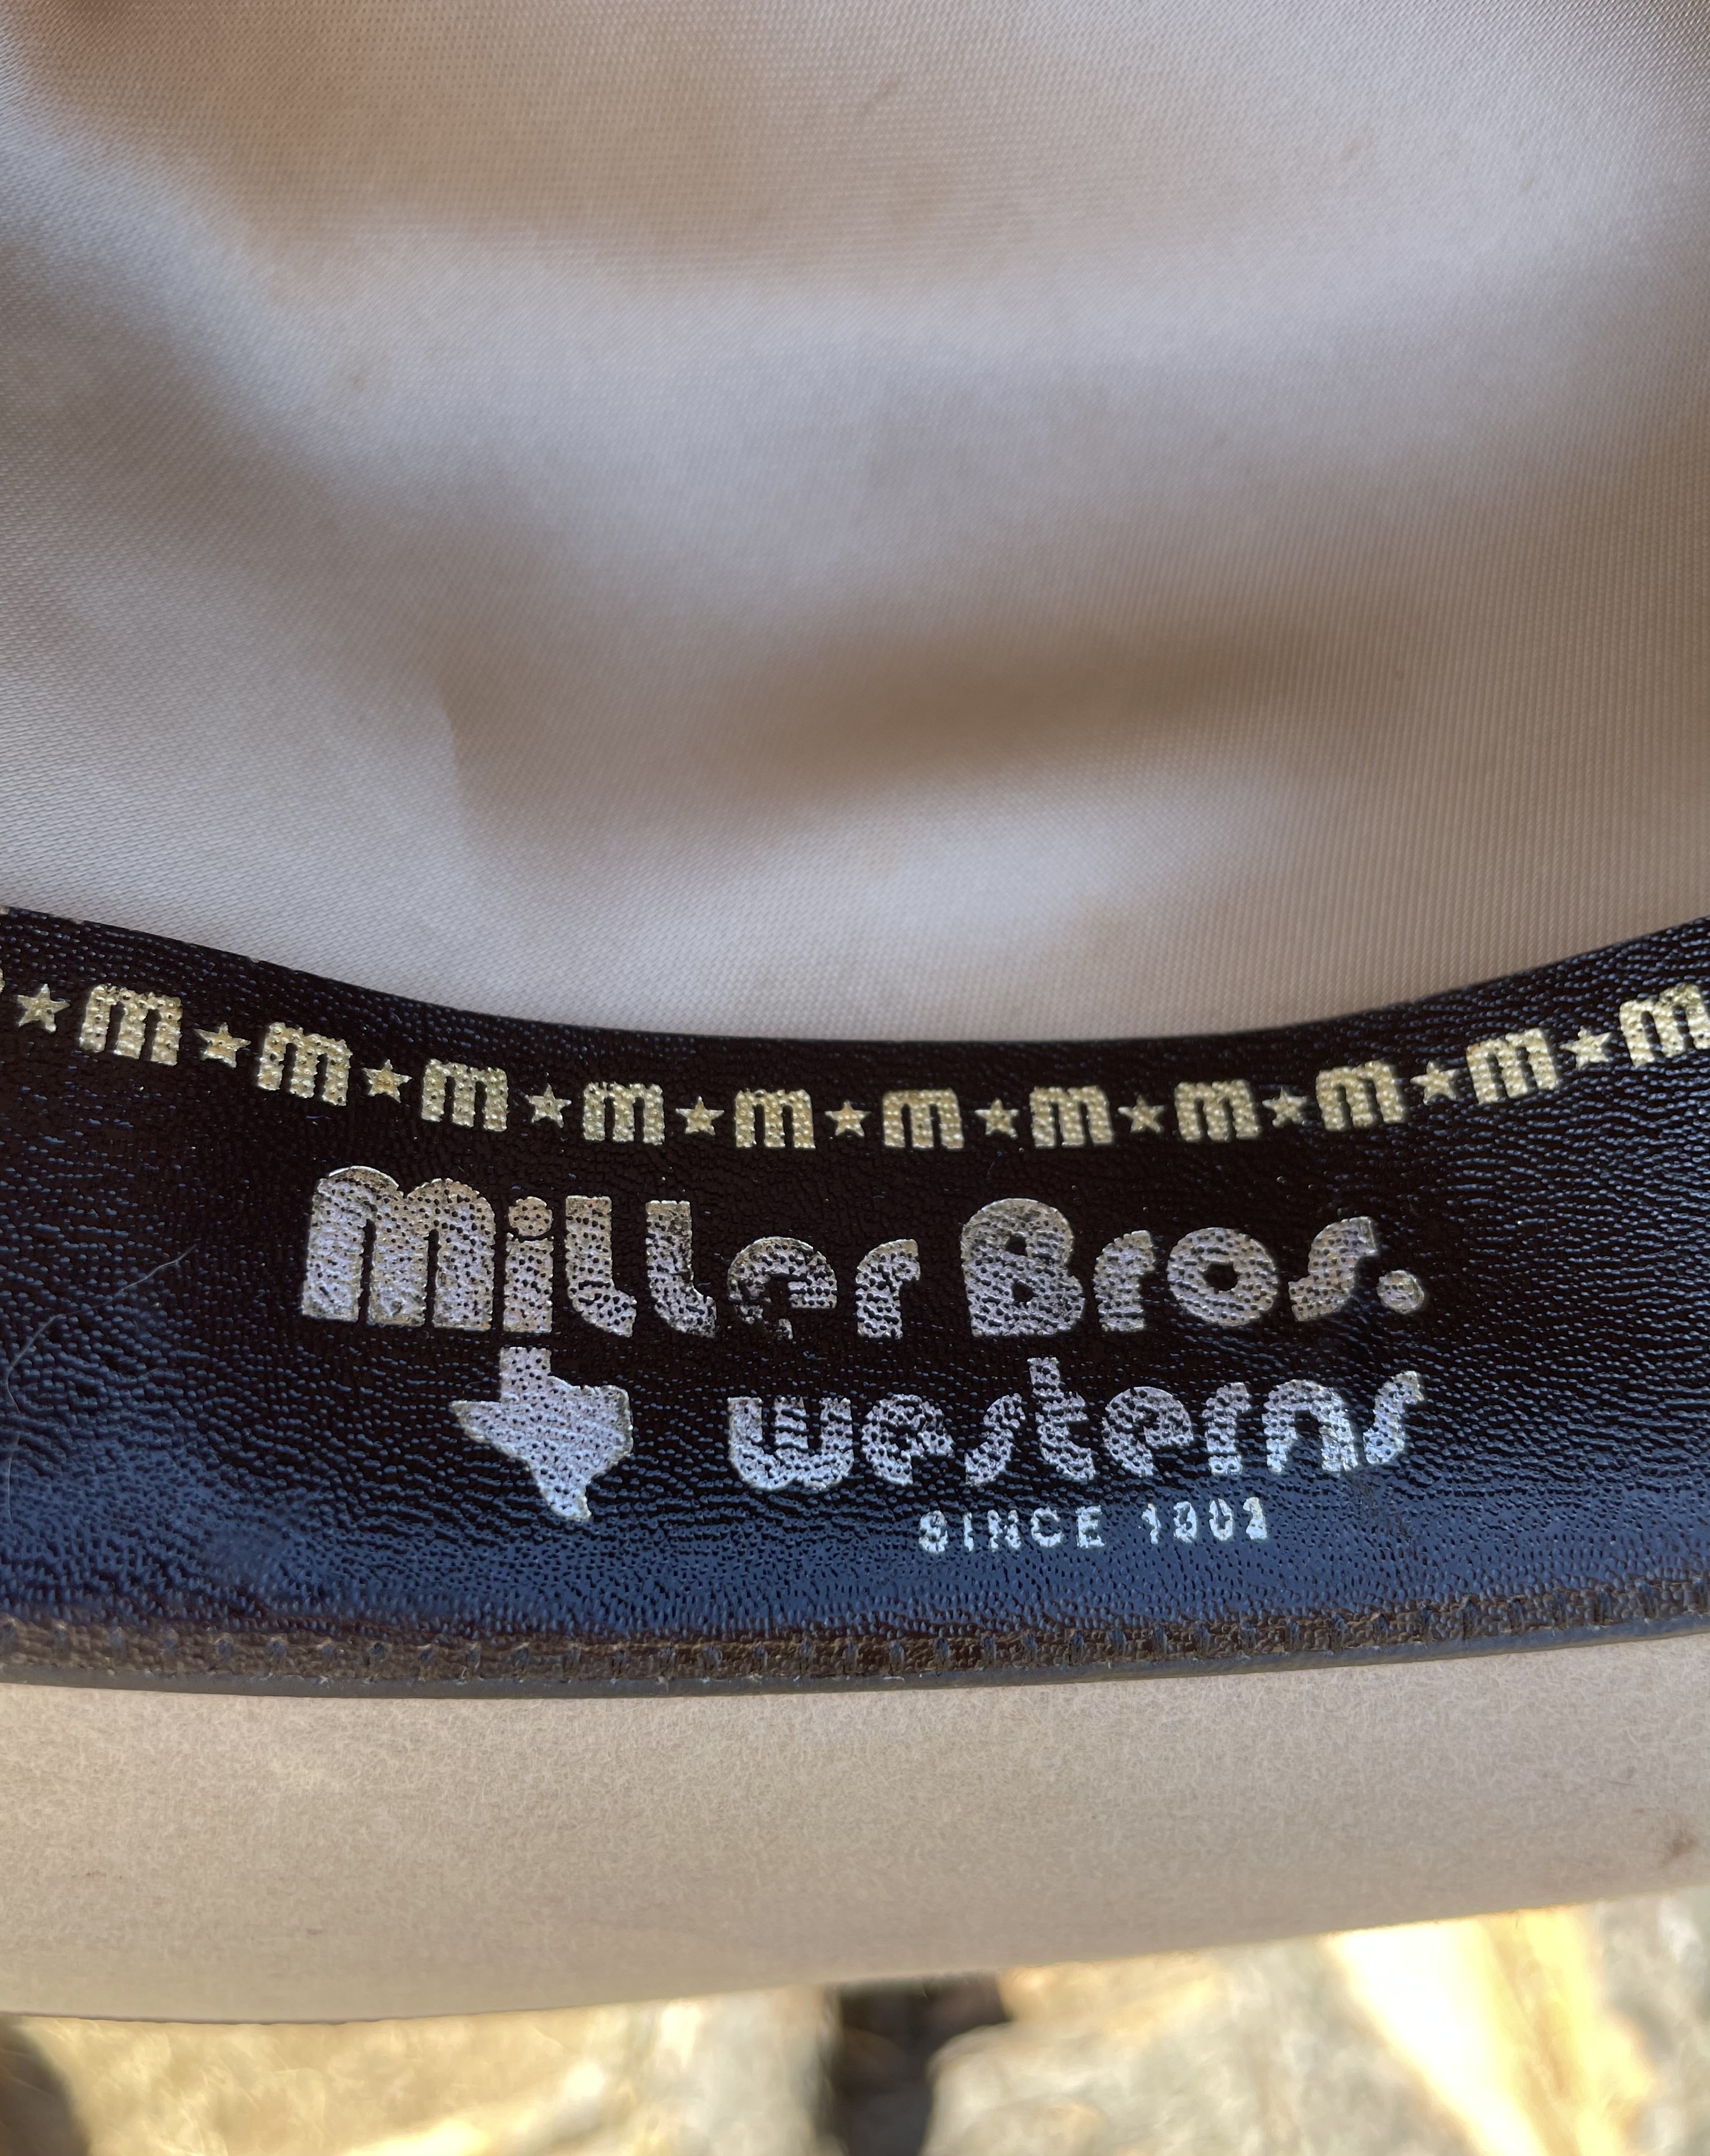 ★m★m★m★m★m★m★m★m★m★m★m
Miller Bros.
westerns
SINCE